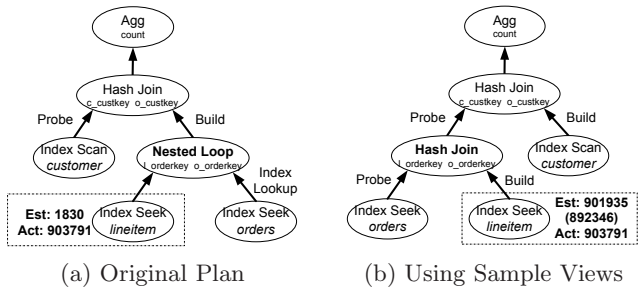 Agg
count
Hash Join
c_custkey o_custkey
Probe
Build
Index Scan
customer
Nested Loop
l_orderkey o_orderkey
Index
Lookup
Est: 1830
Act: 903791
Index Seek
lineitem
Index Seek
orders
(a) Original Plan
Agg
count
Hash Join
c_custkey o_custkey
Probe
Build
Hash Join
l_orderkey o_orderkey
Index Scan
customer
Probe
Build
Index Seek
orders
Index Seek
lineitem
Est: 901935
(892346)
Act: 903791
(b) Using Sample Views